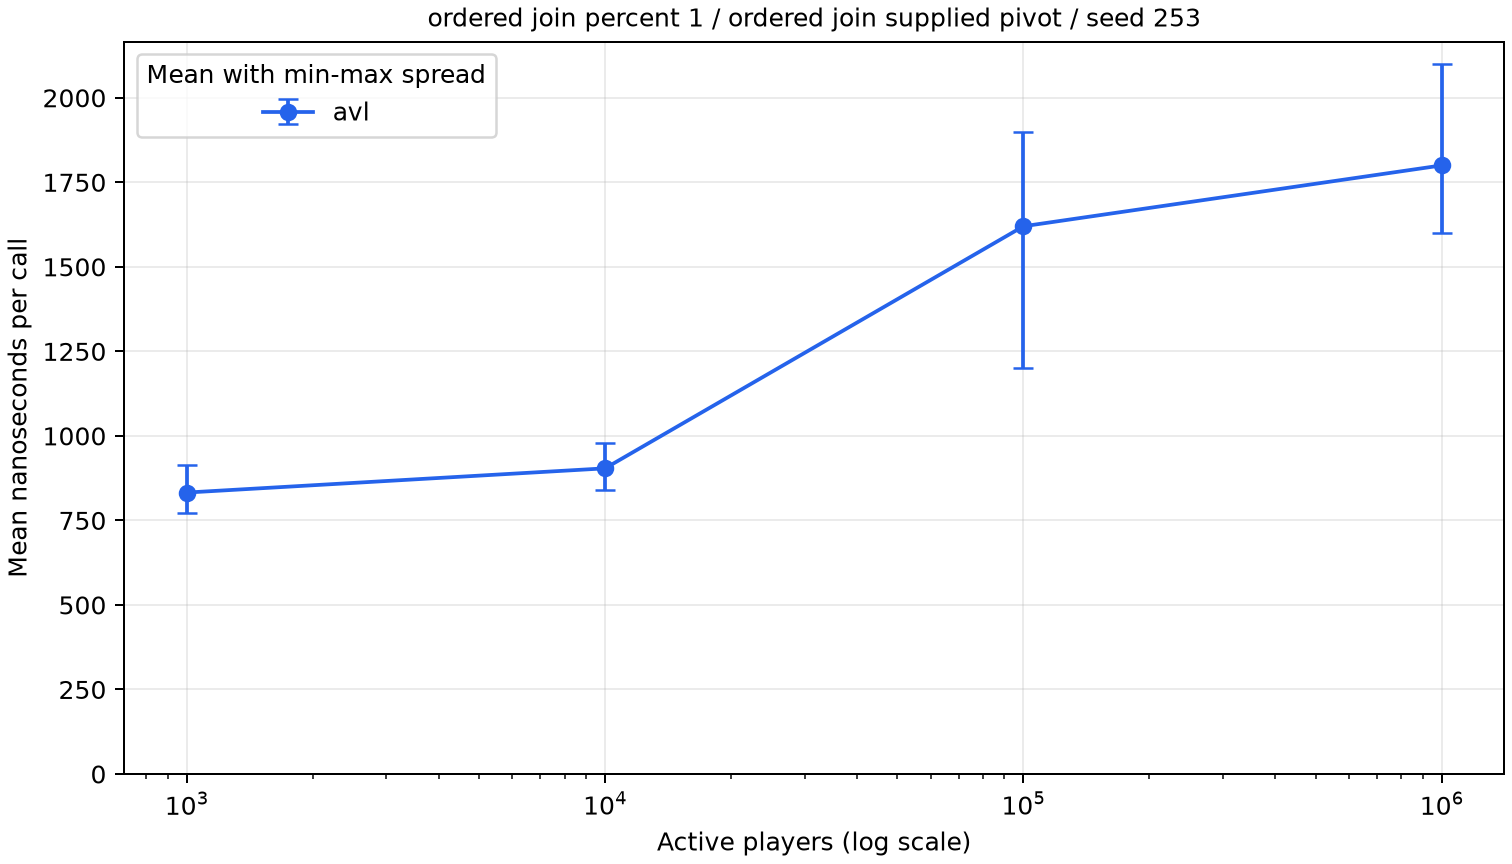 ordered join percent 1 / ordered join supplied pivot / seed 253
Mean with min-max spread
avl
Mean nanoseconds per call
2000
1750
1500
1250
1000
750
500
250
0
10³
10⁴
10⁵
10⁶
Active players (log scale)